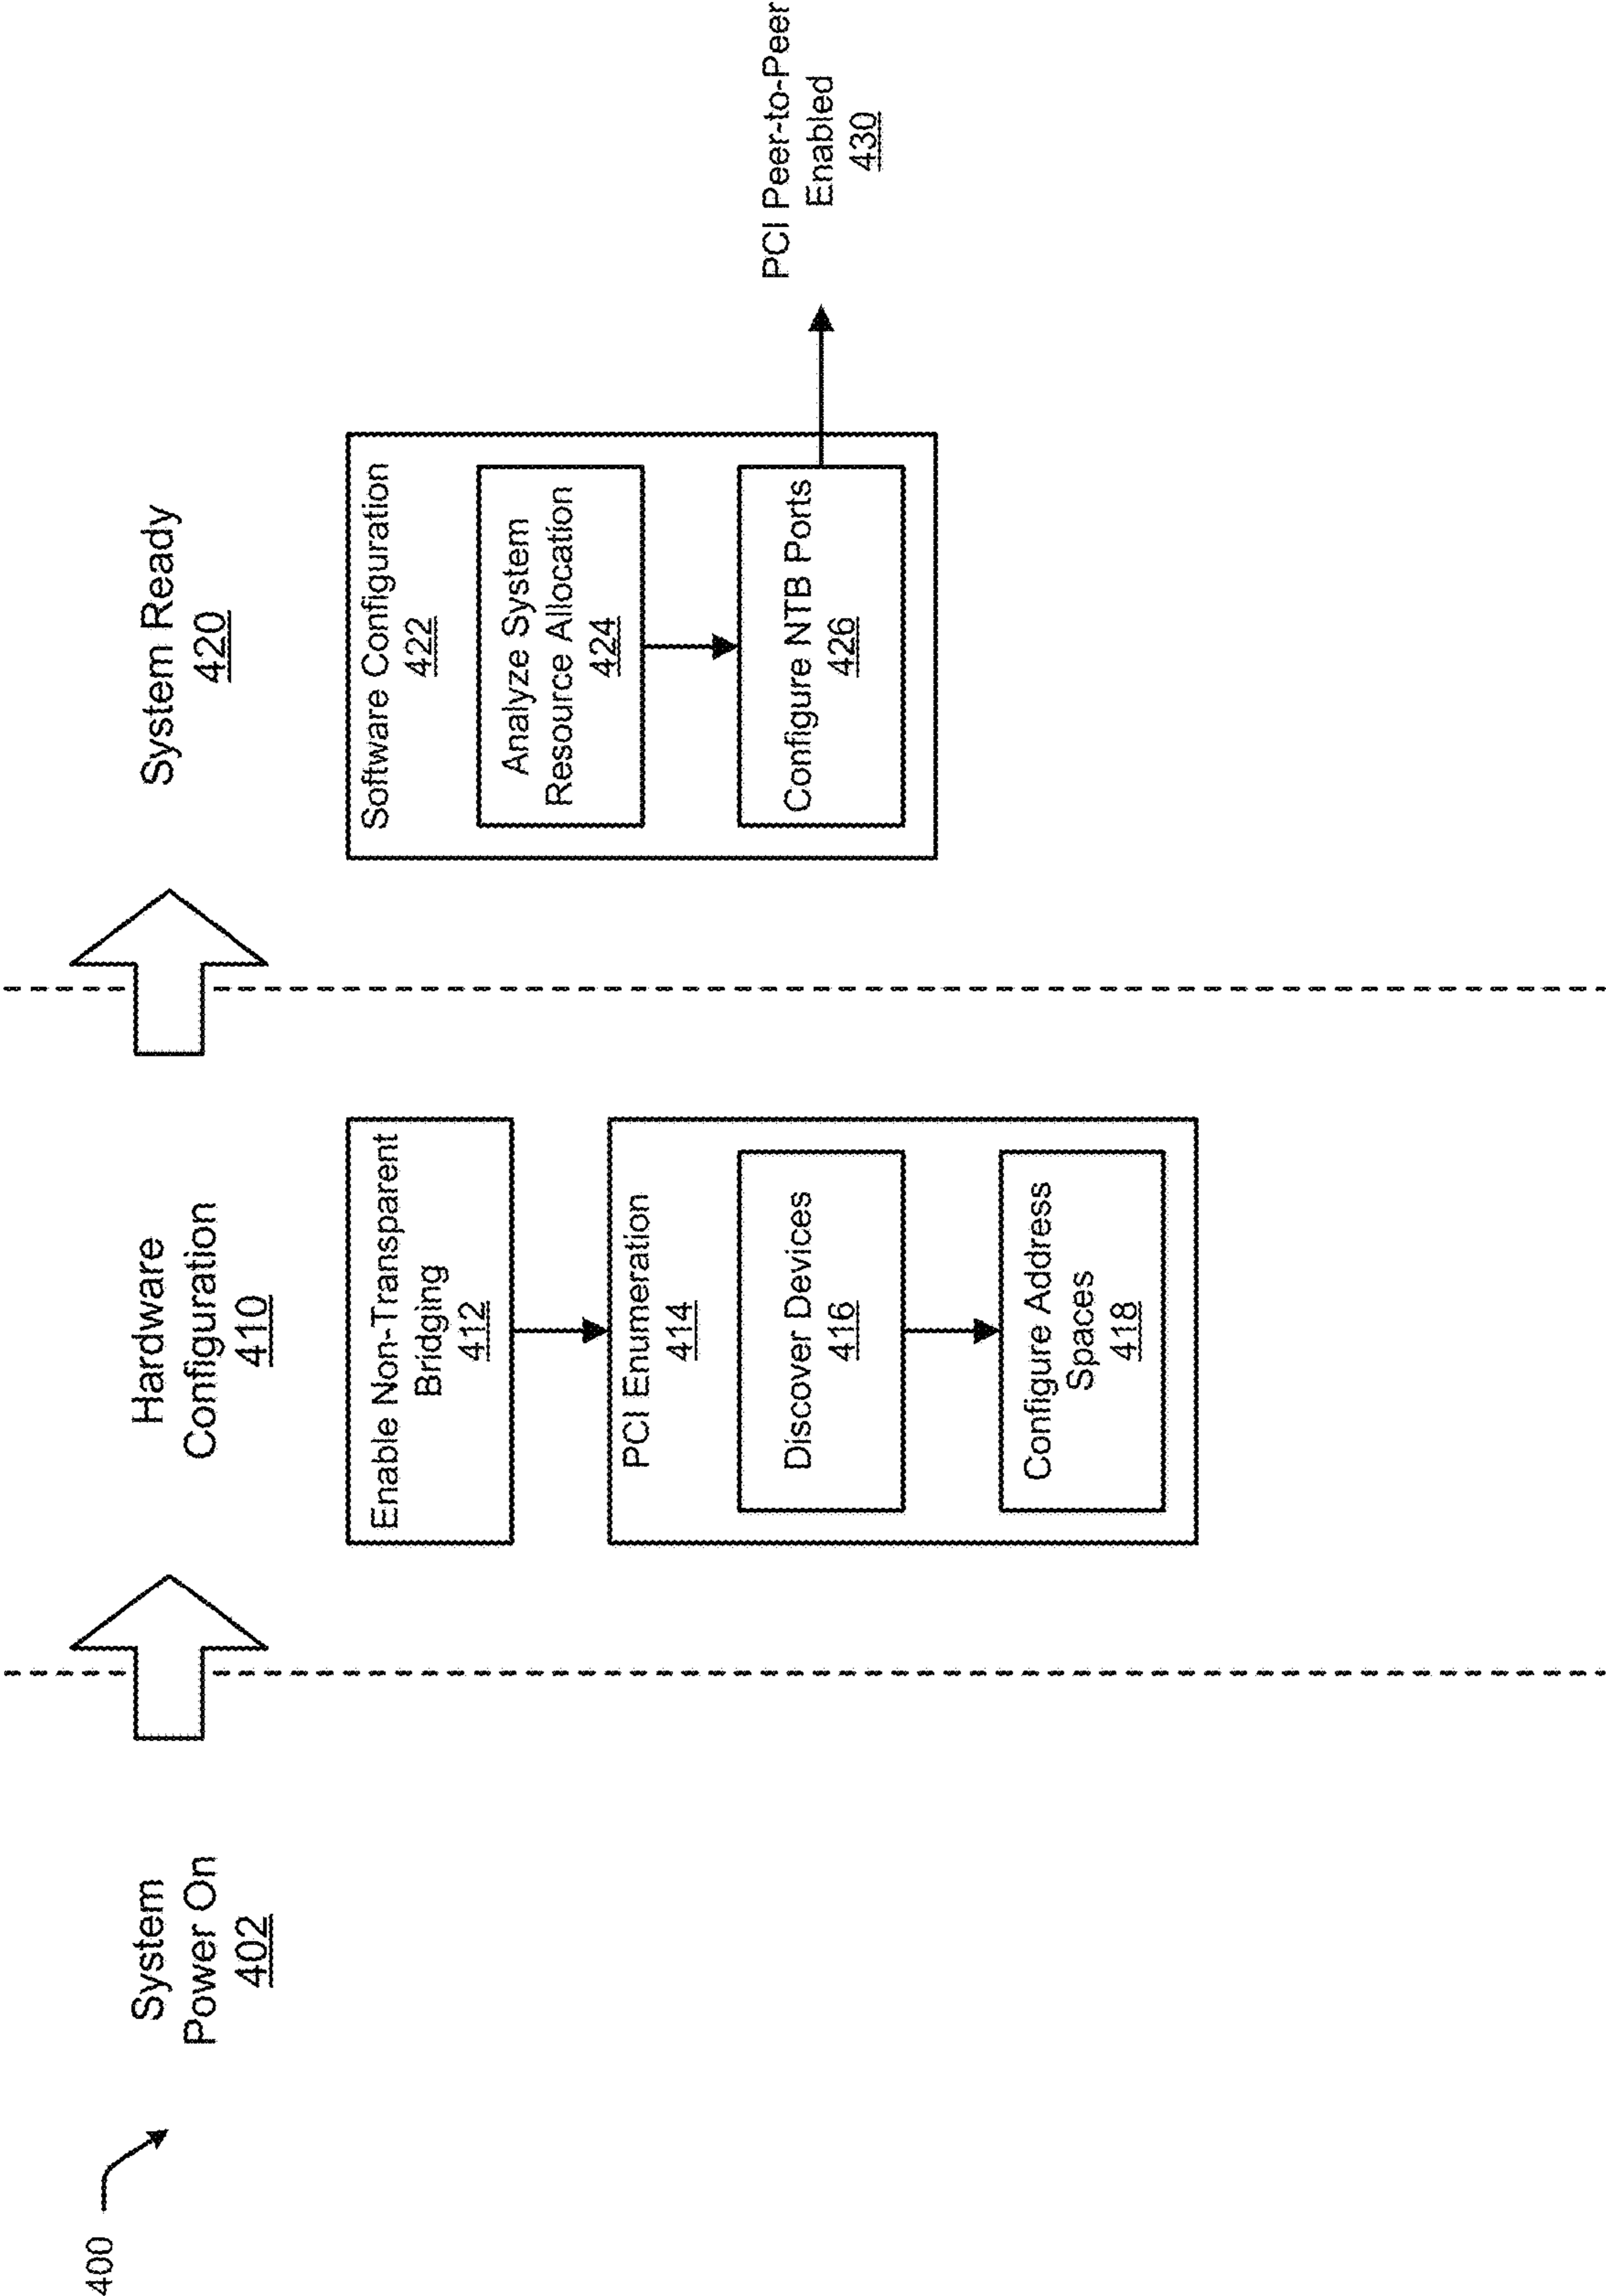 400
System
Power On
402
Hardware
Configuration
410
Enable Non-Transparent
Bridging
412
PCI Enumeration
414
Discover Devices
416
Configure Address
Spaces
418
System Ready
420
Software Configuration
422
Analyze System
Resource Allocation
424
Configure NTB Ports
426
PCI Peer-to-Peer
Enabled
430